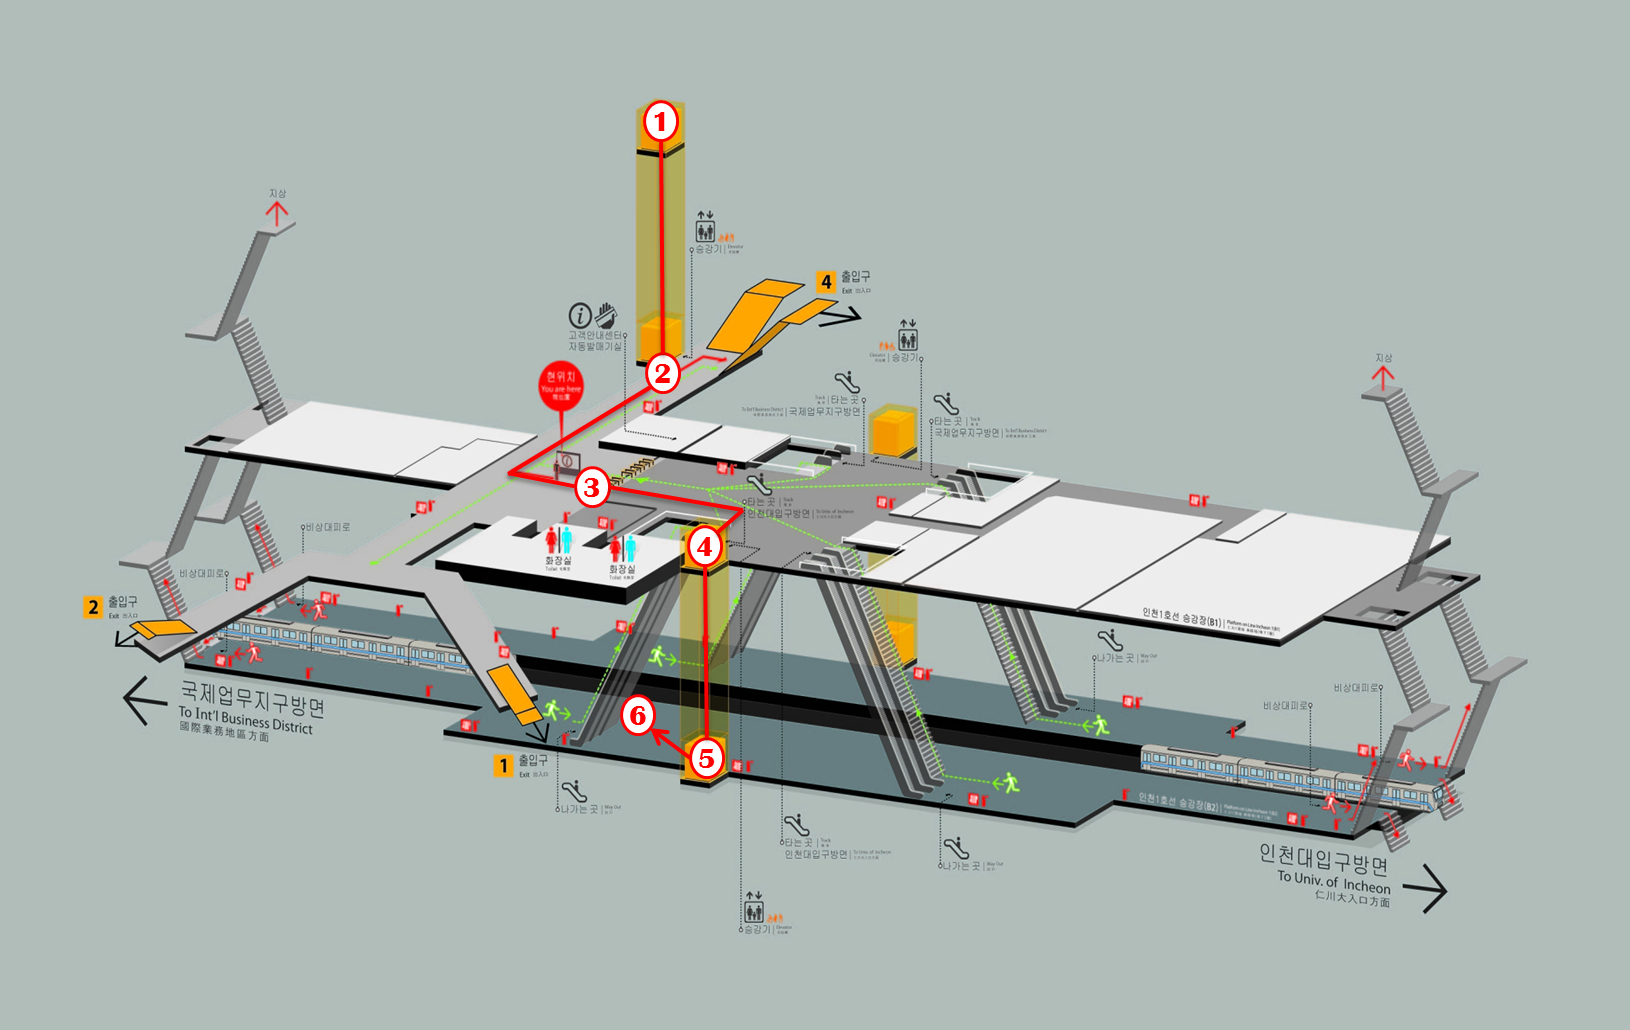 1
지상
승강기 | Elevator
4 출입구
Exit 出入口
고객안내센터
자동발매기실
승강기
현위치
You are here
現位置
타는 곳
국제업무지구방면
타는 곳 | Track
국제업무지구방면 | To Int'l Business District
지상
2
3
타는 곳 | Track
인천대입구방면 | To Univ. of Incheon
비상대피로
화장실
Toilet
화장실
Toilet
4
비상대피로
2 출입구
Exit 出入口
인천1호선 승강장(B1) | Platform on Line Incheon 1(B1)
나가는 곳 | Way Out
국제업무지구방면
To Int'l Business District
國際業務地區方面
비상대피로
비상대피로
6
5
1 출입구
Exit 出入口
나가는 곳 | Way Out
인천1호선 승강장(B2) | Platform on Line Incheon 1(B2)
타는 곳 | Track
인천대입구방면 | To Univ. of Incheon
나가는 곳 | Way Out
인천대입구방면
To Univ. of Incheon
仁川大入口方面
승강기 | Elevator